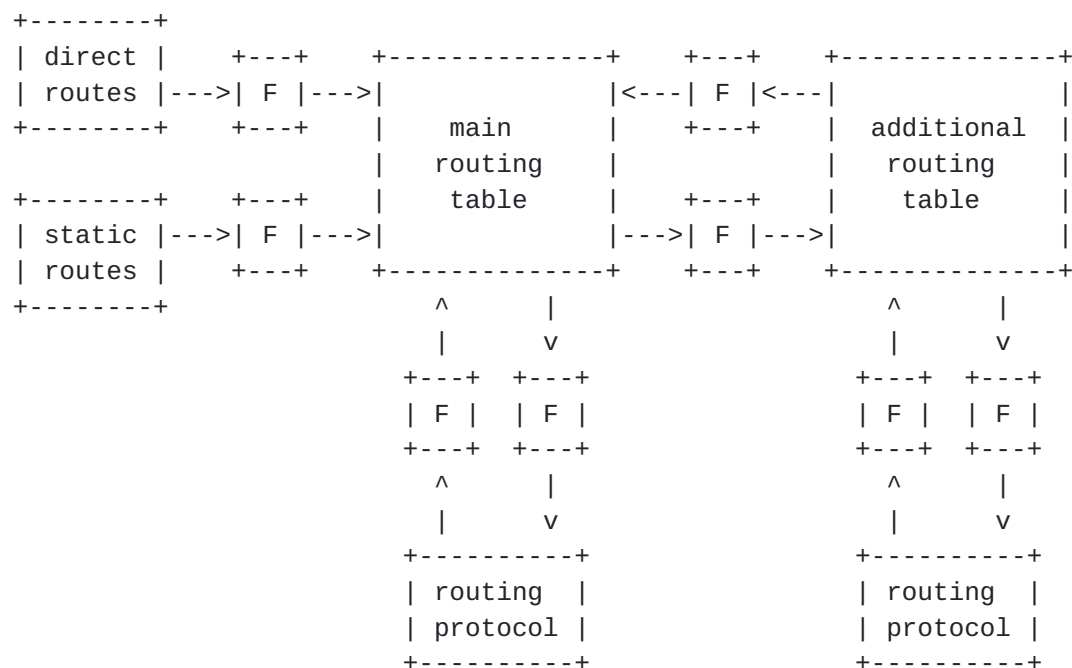 +--------+
| direct |    +---+    +--------------+    +---+    +--------------+
| routes |--->| F |--->|              |<---| F |<---|              |
+--------+    +---+    |     main     |    +---+    |  additional  |
                       |   routing    |             |   routing    |
+--------+    +---+    |    table     |    +---+    |    table     |
| static |--->| F |--->|              |--->| F |--->|              |
| routes |    +---+    +--------------+    +---+    +--------------+
+--------+                 ^      |                     ^      |
                           |      v                     |      v
                         +---+  +---+                 +---+  +---+
                         | F |  | F |                 | F |  | F |
                         +---+  +---+                 +---+  +---+
                           ^      |                     ^      |
                           |      v                     |      v
                         +----------+                 +----------+
                         | routing  |                 | routing  |
                         | protocol |                 | protocol |
                         +----------+                 +----------+